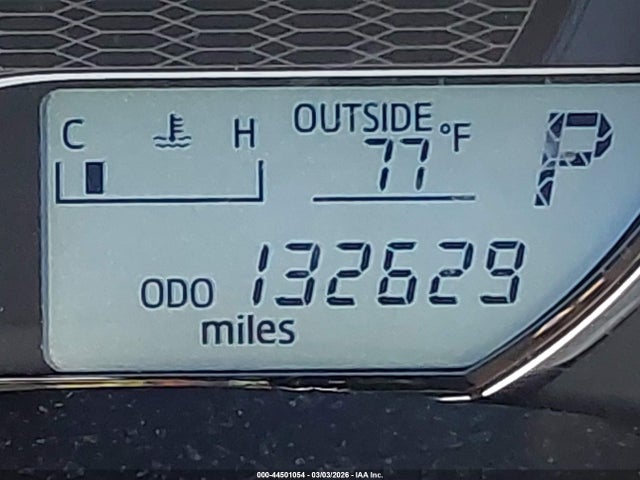 C H OUTSIDE °F P
77
ODO 132629
miles
000-44501054 - 03/03/2026 - IAA Inc.